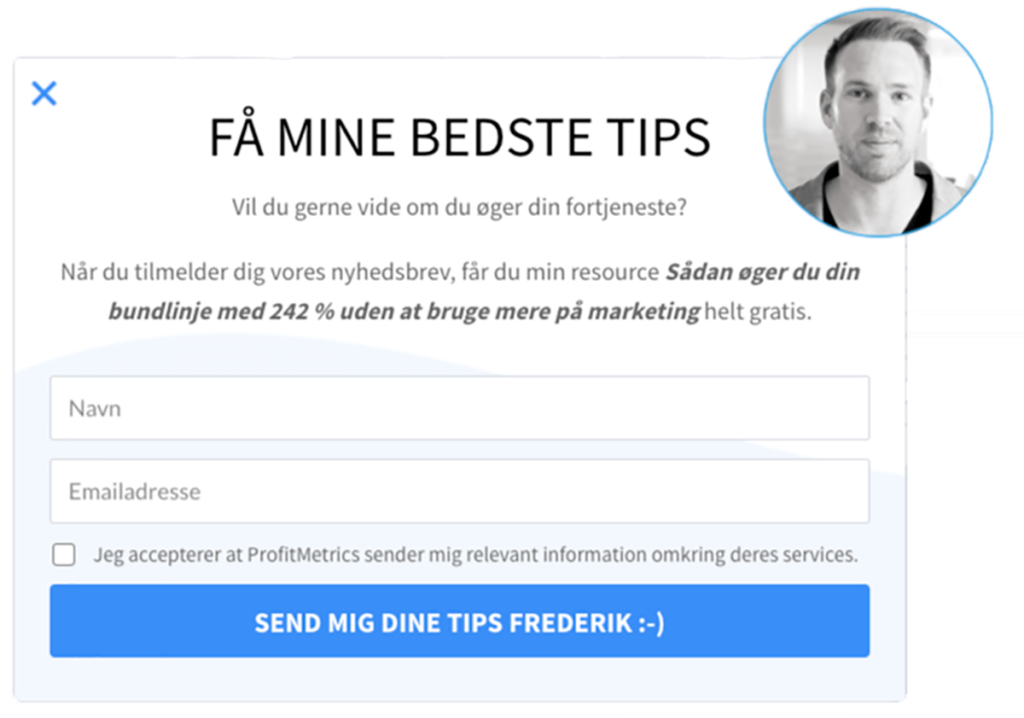 FÅ MINE BEDSTE TIPS
Vil du gerne vide om du øger din fortjeneste?
Når du tilmelder dig vores nyhedsbrev, får du min resource Sådan øger du din
bundlinje med 242 % uden at bruge mere på marketing helt gratis.
Navn
Emailadresse
Jeg accepterer at ProfitMetrics sender mig relevant information omkring deres services.
SEND MIG DINE TIPS FREDERIK :-)